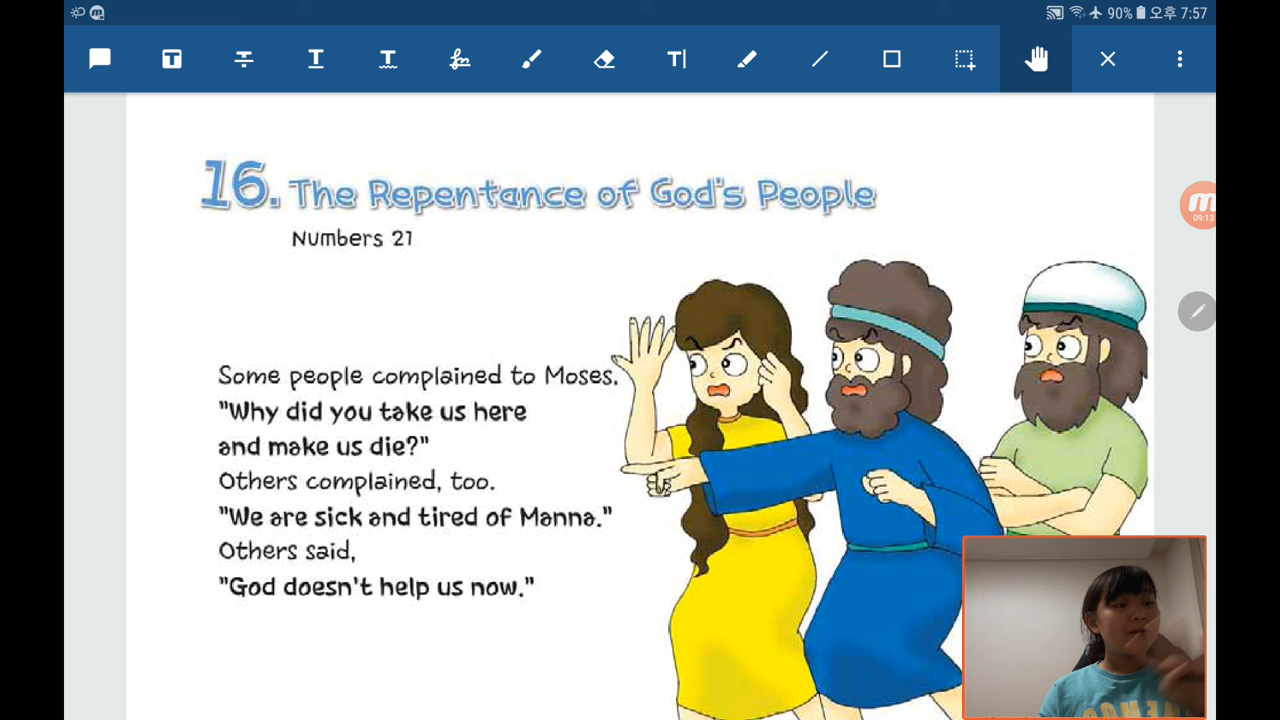 90% 오후 7:57
16. The Repentance of God's People
Numbers 21
Some people complained to Moses.
"Why did you take us here
and make us die?"
Others complained, too.
"We are sick and tired of Manna."
Others said,
"God doesn't help us now."
09:13